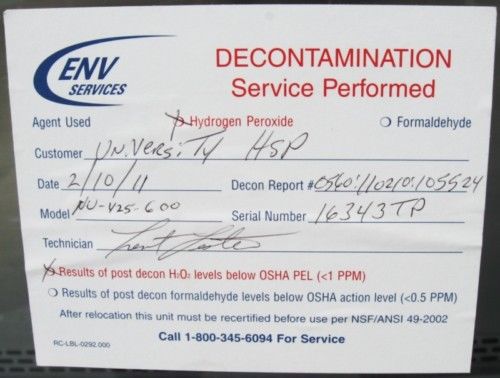 ENV
SERVICES
DECONTAMINATION
Service Performed
Agent Used Hydrogen Peroxide Formaldehyde
Customer University HSP
Date 2/10/11 Decon Report #
Model NU-425-600 Serial Number 16343TP
Technician
Results of post decon H₂O₂ levels below OSHA PEL (<1 PPM)
Results of post decon formaldehyde levels below OSHA action level (<0.5 PPM)
After relocation this unit must be recertified before use per NSF/ANSI 49-2002
RC-LBL-0292.000 Call 1-800-345-6094 For Service